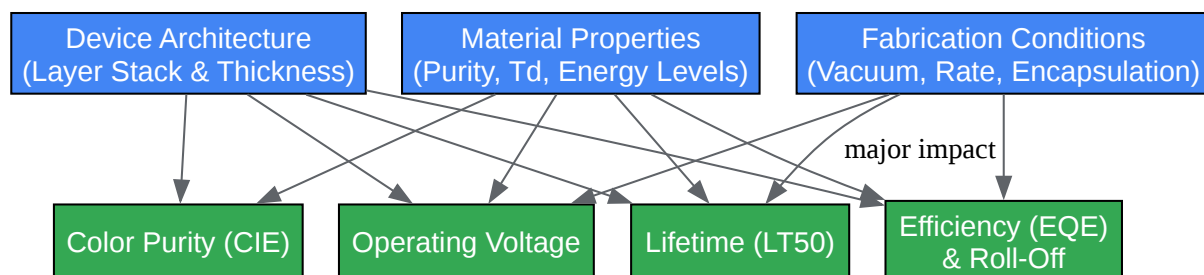 Device Architecture
(Layer Stack & Thickness)
Material Properties
(Purity, Td, Energy Levels)
Fabrication Conditions
(Vacuum, Rate, Encapsulation)
major impact
Color Purity (CIE)
Operating Voltage
Lifetime (LT50)
Efficiency (EQE)
& Roll-Off